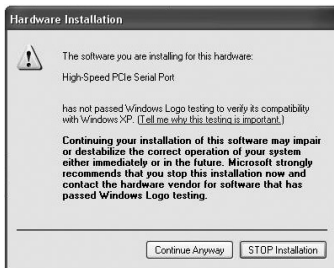 Hardware Installation
The software you are installing for this hardware:
High-Speed PCIe Serial Port
has not passed Windows Logo testing to verify its compatibility
with Windows XP. (Tell me why this testing is important.)
Continuing your installation of this software may impair
or destabilize the correct operation of your system
either immediately or in the future. Microsoft strongly
recommends that you stop this installation now and
contact the hardware vendor for software that has
passed Windows Logo testing.
Continue Anyway
STOP Installation